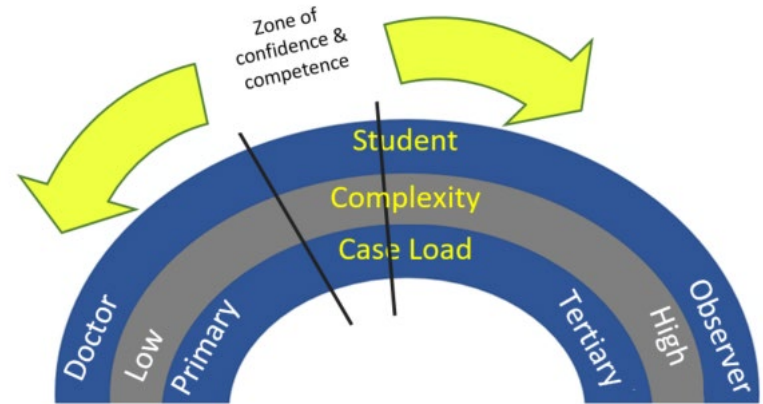 Zone of
confidence &
competence
Student
Complexity
Case Load
Doctor
Low
Primary
Tertiary
High
Observer